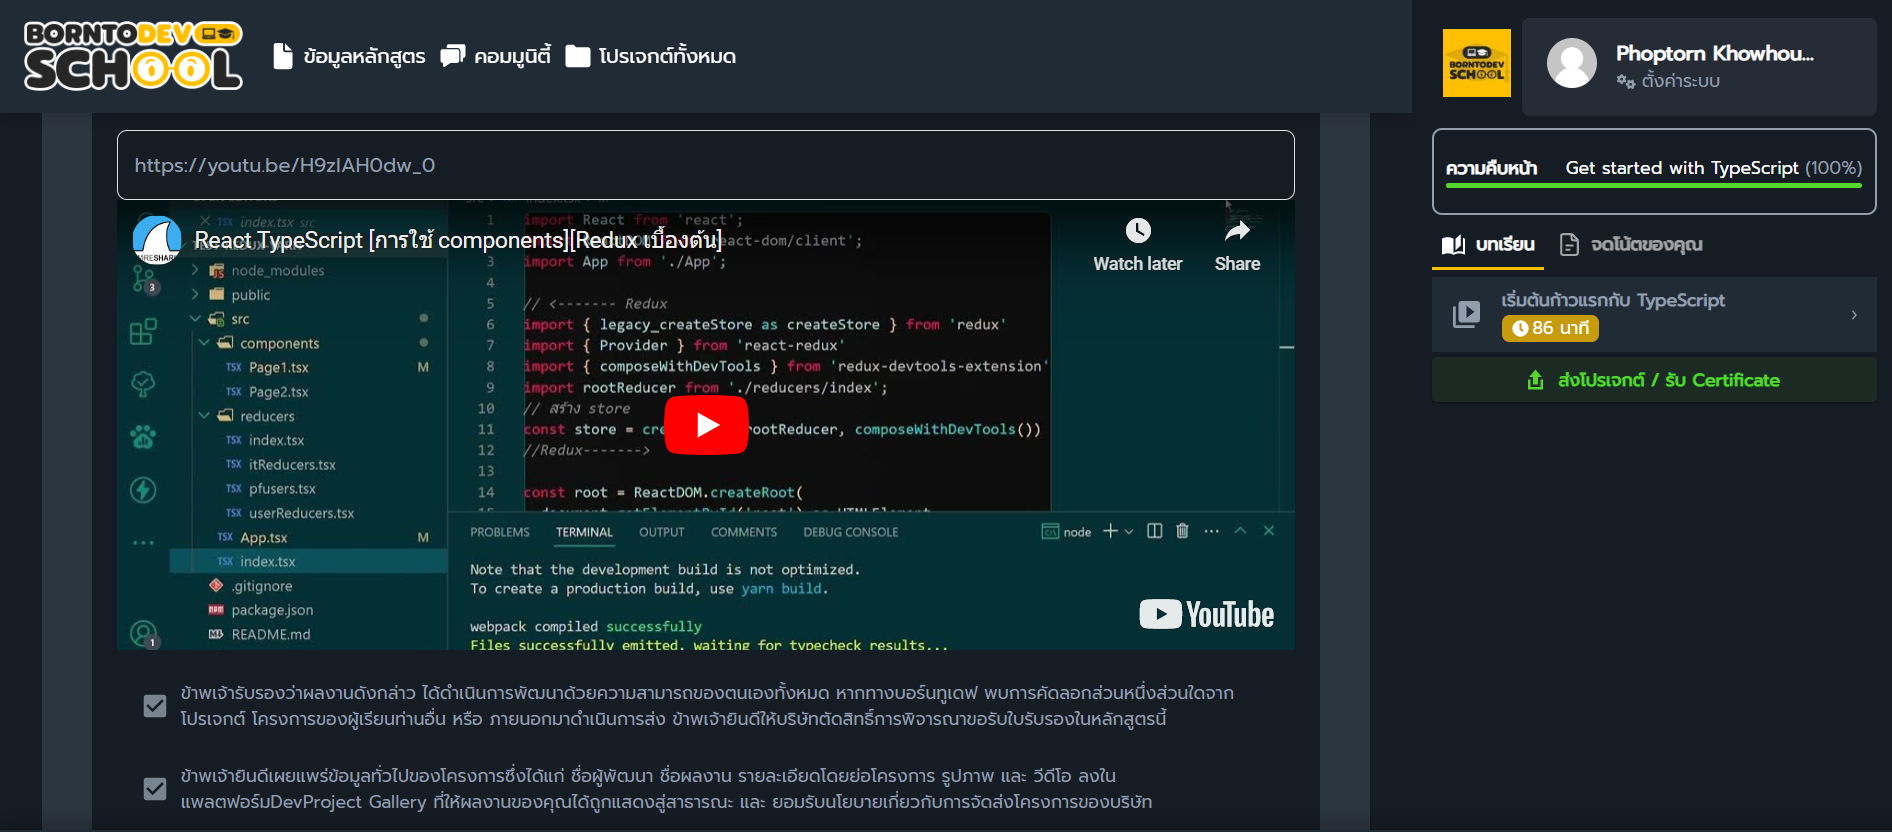 BORNTODEV
SCHOOL
ข้อมูลหลักสูตร
คอมมูนิตี้
โปรเจกต์ทั้งหมด
BORNTODEV
SCHOOL
Phoptorn Khowhou...
ตั้งค่าระบบ
https://youtu.be/H9zIAH0dw_0
ความคืบหน้า
Get started with TypeScript (100%)
บทเรียน
จดโน้ตของคุณ
เริ่มต้นก้าวแรกกับ TypeScript
86 นาที
ส่งโปรเจกต์ / รับ Certificate
React TypeScript [การใช้ components][Redux เบื้องต้น]
Watch later
Share
TSX index.tsx src
node_modules
public
src
components
TSX Page1.tsx M
TSX Page2.tsx
reducers
TSX index.tsx
TSX itReducers.tsx
TSX pfusers.tsx
TSX userReducers.tsx
TSX App.tsx M
TSX index.tsx
.gitignore
package.json
README.md
3
1
1 import React from 'react';
eact-dom/client';
3 import App from './App';
4
5 // <------- Redux
6 import { legacy_createStore as createStore } from 'redux'
7 import { Provider } from 'react-redux'
8 import { composeWithDevTools } from 'redux-devtools-extension'
9 import rootReducer from './reducers/index';
10 // สร้าง store
11 const store = cre rootReducer, composeWithDevTools())
12 //Redux------->
13
14 const root = ReactDOM.createRoot(
PROBLEMS TERMINAL OUTPUT COMMENTS DEBUG CONSOLE
node
Note that the development build is not optimized.
To create a production build, use yarn build.
webpack compiled successfully
Files successfully emitted, waiting for typecheck results...
YouTube
ข้าพเจ้ารับรองว่าผลงานดังกล่าว ได้ดำเนินการพัฒนาด้วยความสามารถของตนเองทั้งหมด หากทางบอร์นทูเดฟ พบการคัดลอกส่วนหนึ่งส่วนใดจาก
โปรเจกต์ โครงการของผู้เรียนท่านอื่น หรือ ภายนอกมาดำเนินการส่ง ข้าพเจ้ายินดีให้บริษัทตัดสิทธิ์การพิจารณาขอรับใบรับรองในหลักสูตรนี้
ข้าพเจ้ายินดีเผยแพร่ข้อมูลทั่วไปของโครงการซึ่งได้แก่ ชื่อผู้พัฒนา ชื่อผลงาน รายละเอียดโดยย่อโครงการ รูปภาพ และ วีดีโอ ลงใน
แพลตฟอร์มDevProject Gallery ที่ให้ผลงานของคุณได้ถูกแสดงสู่สาธารณะ และ ยอมรับนโยบายเกี่ยวกับการจัดส่งโครงการของบริษัท